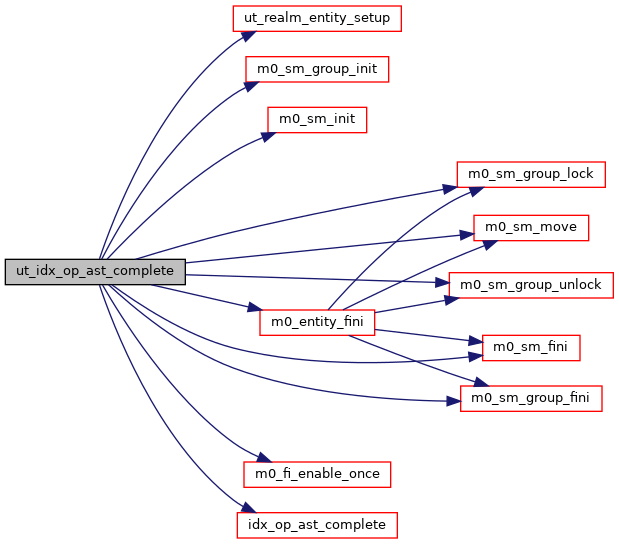 ut_realm_entity_setup
m0_sm_group_init
m0_sm_init
m0_sm_group_lock
m0_sm_move
ut_idx_op_ast_complete
m0_sm_group_unlock
m0_entity_fini
m0_sm_fini
m0_sm_group_fini
m0_fi_enable_once
idx_op_ast_complete